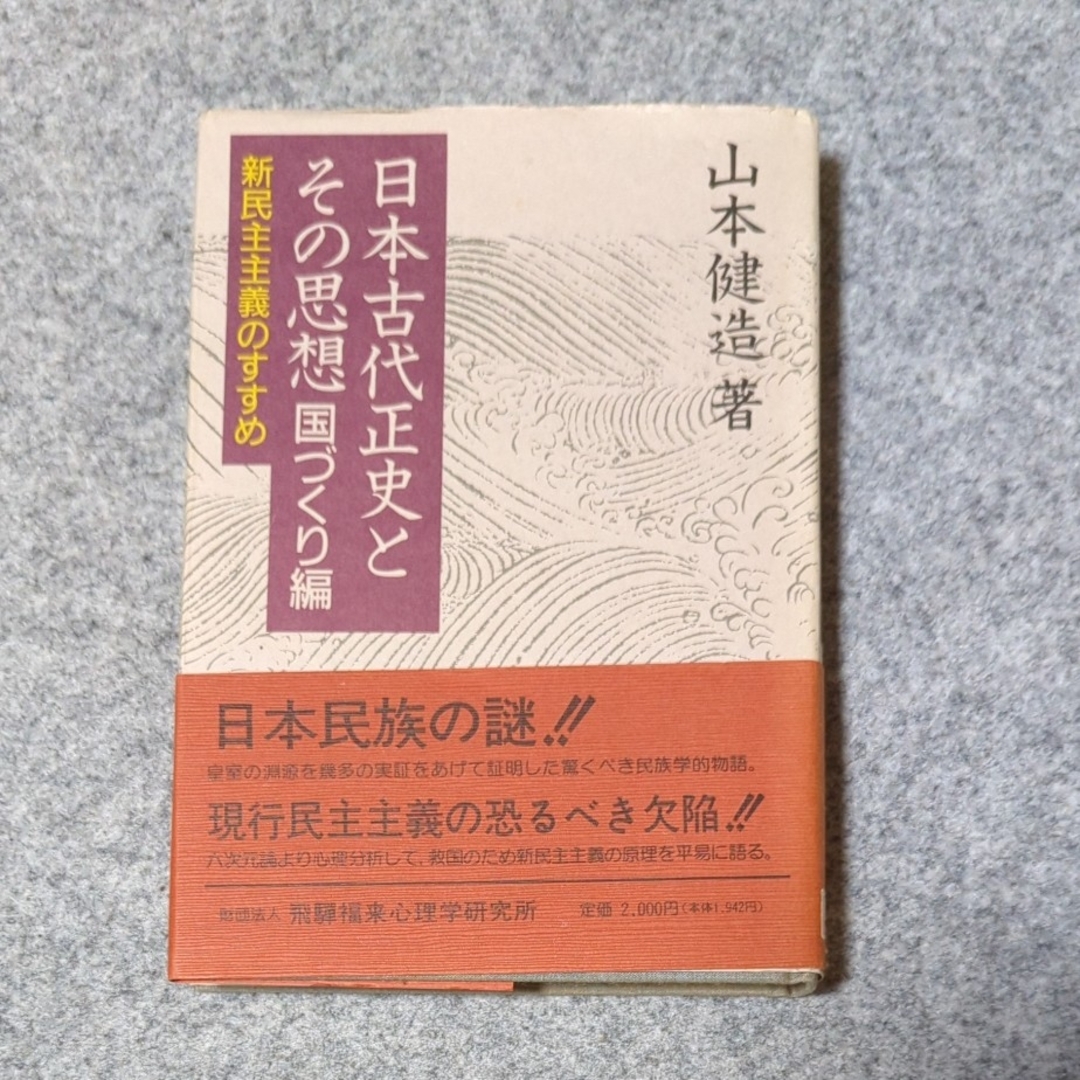 山本健造 著
日本古代正史と
その思想 国づくり編
新民主主義のすすめ
日本民族の謎!!
皇室の淵源を幾多の実証をあげて証明した驚くべき民族学的物語。
現行民主主義の恐るべき欠陥!!
六次元論より心理分析して、救国のため新民主主義の原理を平易に語る。
財団法人 飛騨福来心理学研究所 定価 2,000円(本体1,942円)